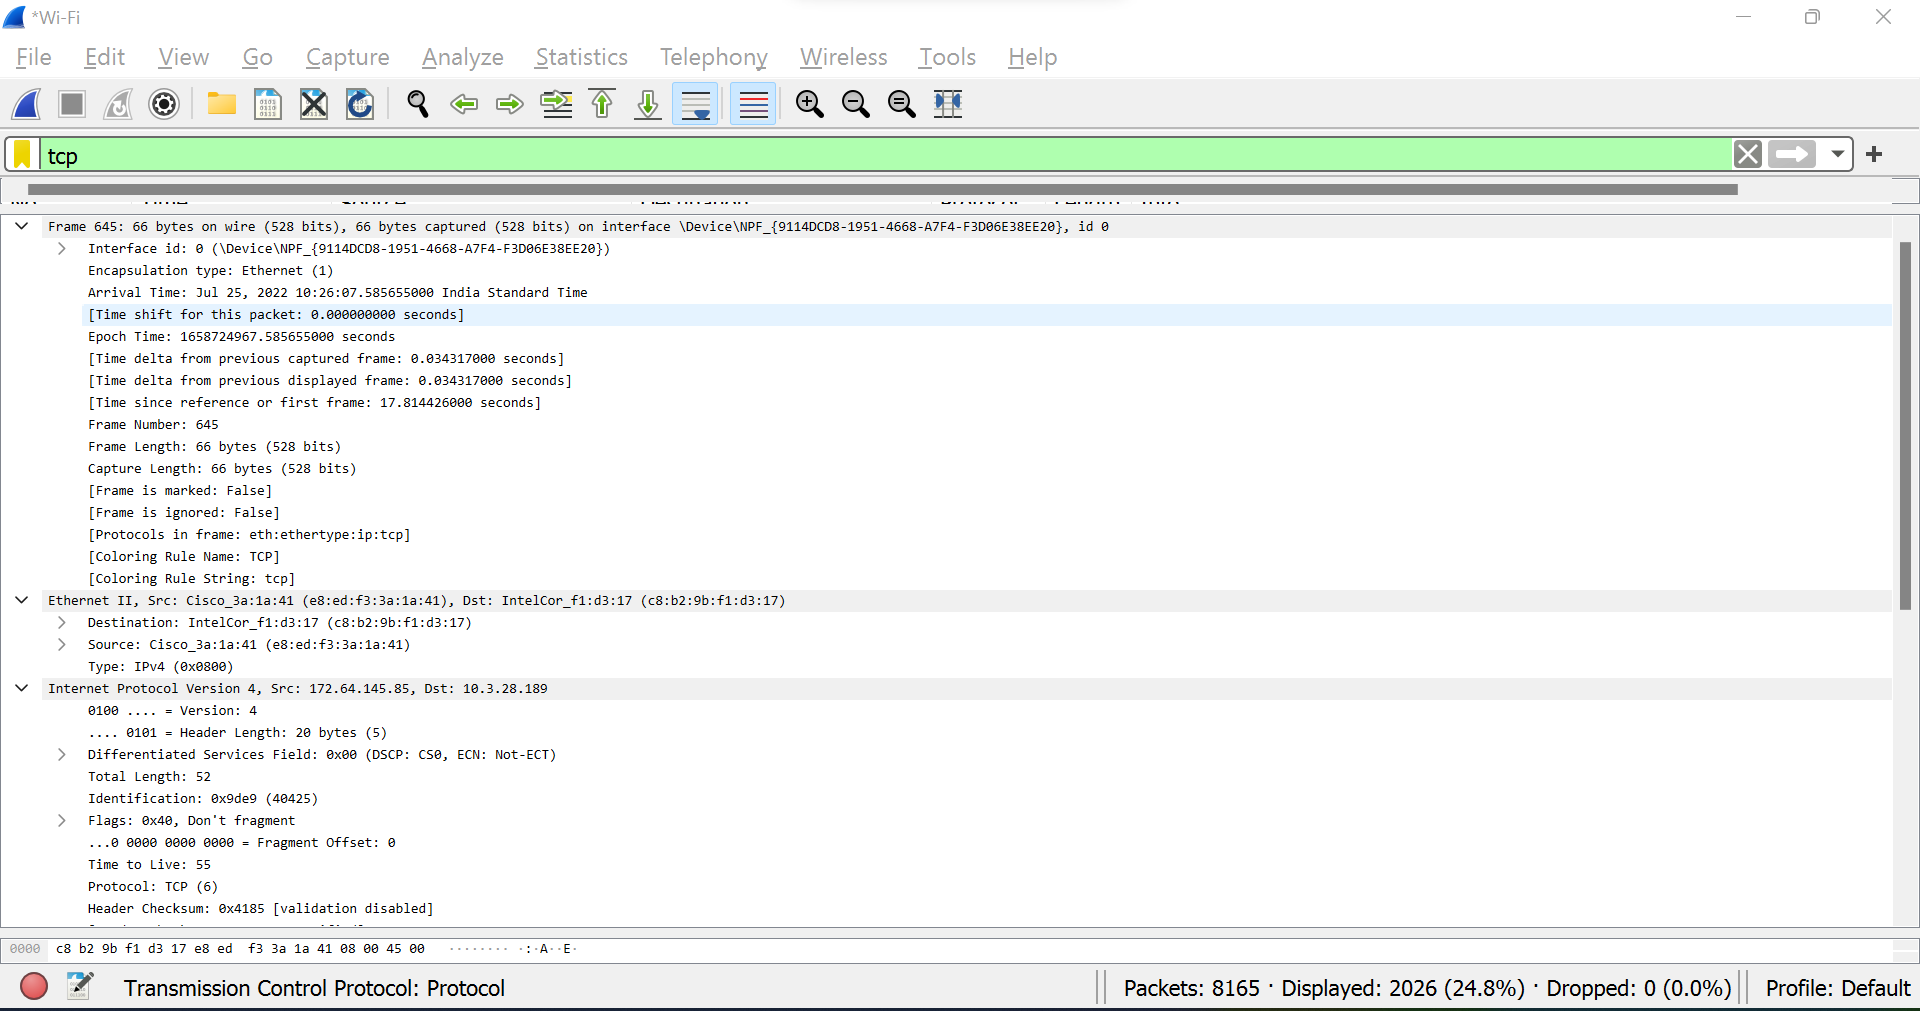 *Wi-Fi
File Edit View Go Capture Analyze Statistics Telephony Wireless Tools Help
tcp
Frame 645: 66 bytes on wire (528 bits), 66 bytes captured (528 bits) on interface \Device\NPF_{9114DCD8-1951-4668-A7F4-F3D06E38EE20}, id 0
Interface id: 0 (\Device\NPF_{9114DCD8-1951-4668-A7F4-F3D06E38EE20})
Encapsulation type: Ethernet (1)
Arrival Time: Jul 25, 2022 10:26:07.585655000 India Standard Time
[Time shift for this packet: 0.000000000 seconds]
Epoch Time: 1658724967.585655000 seconds
[Time delta from previous captured frame: 0.034317000 seconds]
[Time delta from previous displayed frame: 0.034317000 seconds]
[Time since reference or first frame: 17.814426000 seconds]
Frame Number: 645
Frame Length: 66 bytes (528 bits)
Capture Length: 66 bytes (528 bits)
[Frame is marked: False]
[Frame is ignored: False]
[Protocols in frame: eth:ethertype:ip:tcp]
[Coloring Rule Name: TCP]
[Coloring Rule String: tcp]
Ethernet II, Src: Cisco_3a:1a:41 (e8:ed:f3:3a:1a:41), Dst: IntelCor_f1:d3:17 (c8:b2:9b:f1:d3:17)
Destination: IntelCor_f1:d3:17 (c8:b2:9b:f1:d3:17)
Source: Cisco_3a:1a:41 (e8:ed:f3:3a:1a:41)
Type: IPv4 (0x0800)
Internet Protocol Version 4, Src: 172.64.145.85, Dst: 10.3.28.189
0100 .... = Version: 4
.... 0101 = Header Length: 20 bytes (5)
Differentiated Services Field: 0x00 (DSCP: CS0, ECN: Not-ECT)
Total Length: 52
Identification: 0x9de9 (40425)
Flags: 0x40, Don't fragment
...0 0000 0000 0000 = Fragment Offset: 0
Time to Live: 55
Protocol: TCP (6)
Header Checksum: 0x4185 [validation disabled]
0000 c8 b2 9b f1 d3 17 e8 ed f3 3a 1a 41 08 00 45 00 ········ ·:·A··E·
Transmission Control Protocol: Protocol
Packets: 8165 · Displayed: 2026 (24.8%) · Dropped: 0 (0.0%)
Profile: Default